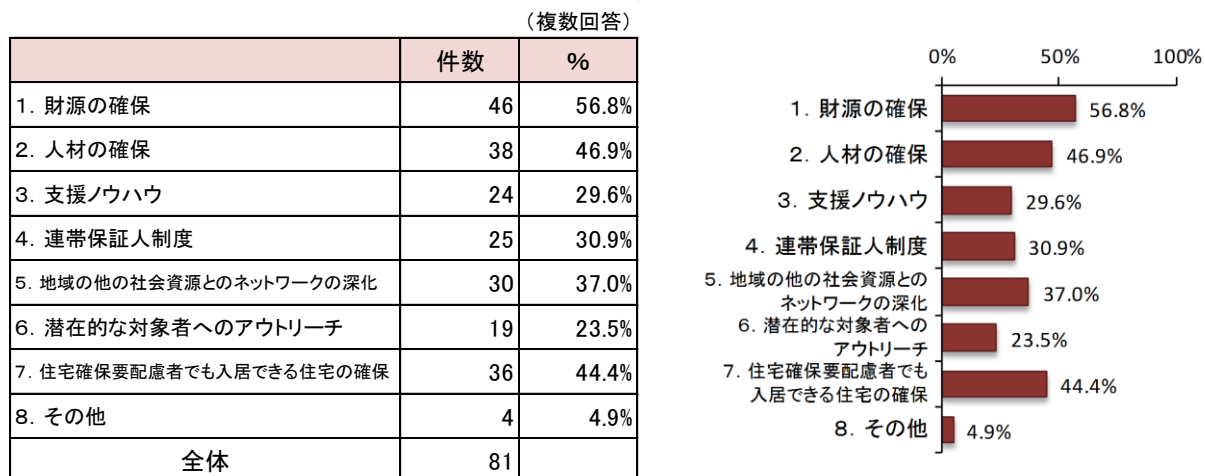 （複数回答）
件数 %
1．財源の確保 46 56.8%
2．人材の確保 38 46.9%
3．支援ノウハウ 24 29.6%
4．連帯保証人制度 25 30.9%
5．地域の他の社会資源とのネットワークの深化 30 37.0%
6．潜在的な対象者へのアウトリーチ 19 23.5%
7．住宅確保要配慮者でも入居できる住宅の確保 36 44.4%
8．その他 4 4.9%
全体 81
0% 50% 100%
1．財源の確保 56.8%
2．人材の確保 46.9%
3．支援ノウハウ 29.6%
4．連帯保証人制度 30.9%
5．地域の他の社会資源との
ネットワークの深化 37.0%
6．潜在的な対象者への
アウトリーチ 23.5%
7．住宅確保要配慮者でも
入居できる住宅の確保 44.4%
8．その他 4.9%